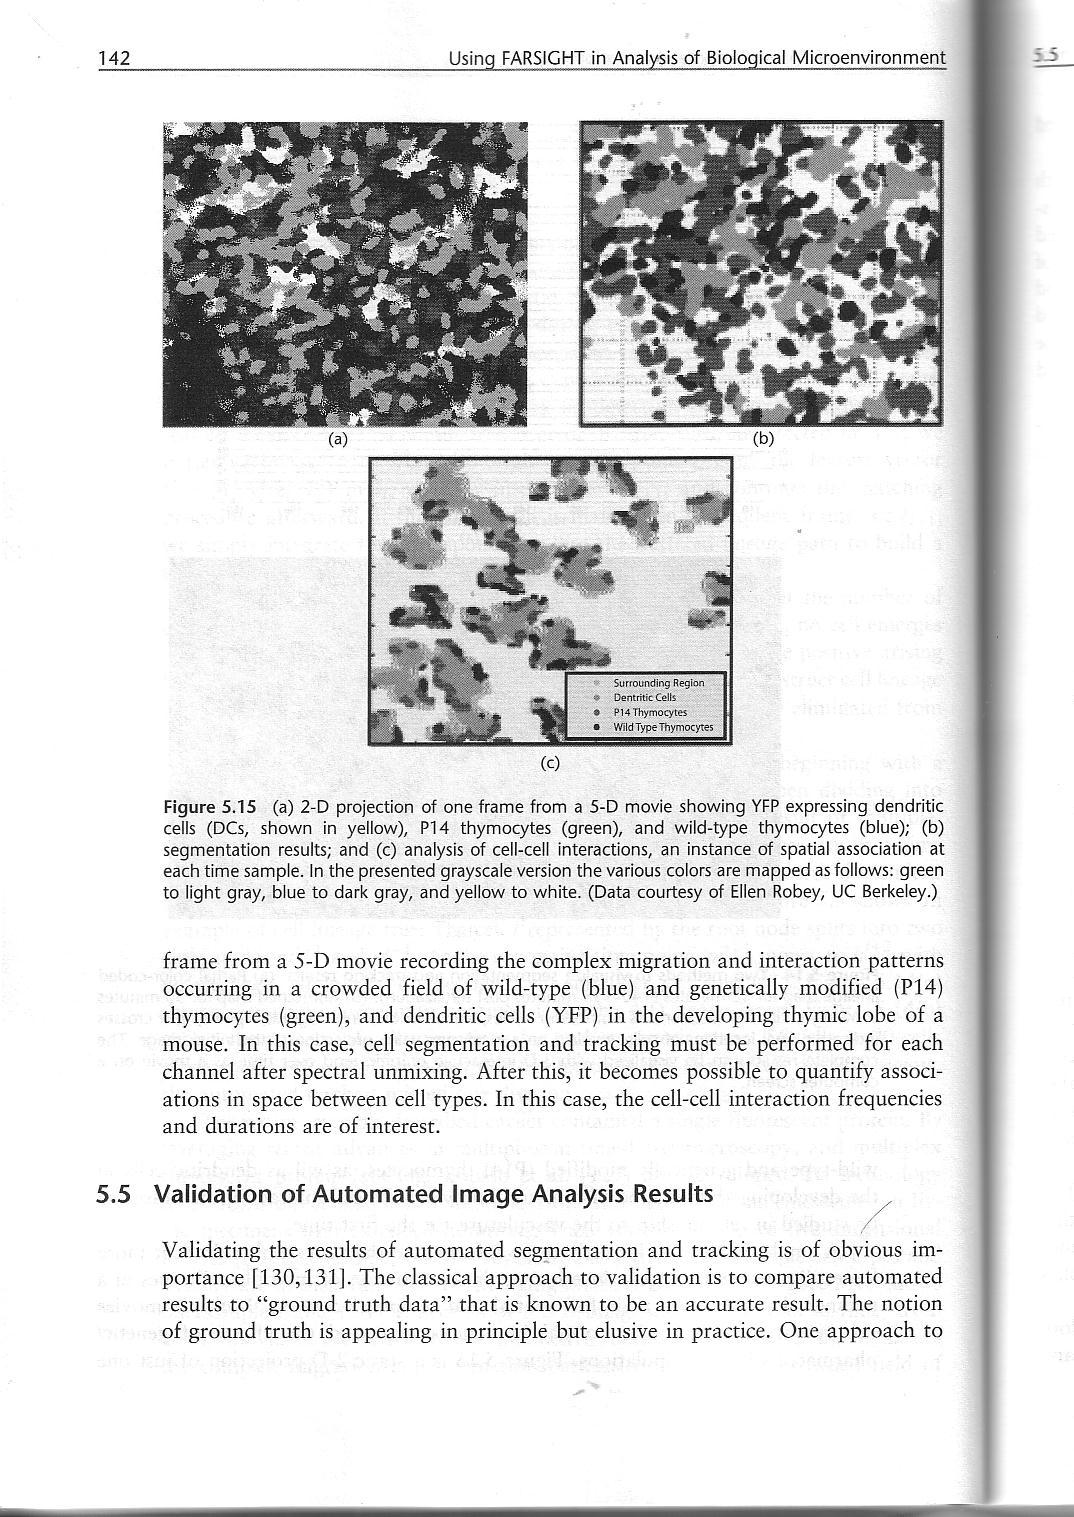 142
Using FARSIGHT in Analysis of Biological Microenvironment
5.5
(a)
(b)
Surrounding Region
Dentritic Cells
P14 Thymocytes
Wild Type Thymocytes
(c)
Figure 5.15 (a) 2-D projection of one frame from a 5-D movie showing YFP expressing dendritic
cells (DCs, shown in yellow), P14 thymocytes (green), and wild-type thymocytes (blue); (b)
segmentation results; and (c) analysis of cell-cell interactions, an instance of spatial association at
each time sample. In the presented grayscale version the various colors are mapped as follows: green
to light gray, blue to dark gray, and yellow to white. (Data courtesy of Ellen Robey, UC Berkeley.)
frame from a 5-D movie recording the complex migration and interaction patterns
occurring in a crowded field of wild-type (blue) and genetically modified (P14)
thymocytes (green), and dendritic cells (YFP) in the developing thymic lobe of a
mouse. In this case, cell segmentation and tracking must be performed for each
channel after spectral unmixing. After this, it becomes possible to quantify associ-
ations in space between cell types. In this case, the cell-cell interaction frequencies
and durations are of interest.
5.5 Validation of Automated Image Analysis Results
Validating the results of automated segmentation and tracking is of obvious im-
portance [130,131]. The classical approach to validation is to compare automated
results to “ground truth data” that is known to be an accurate result. The notion
of ground truth is appealing in principle but elusive in practice. One approach to